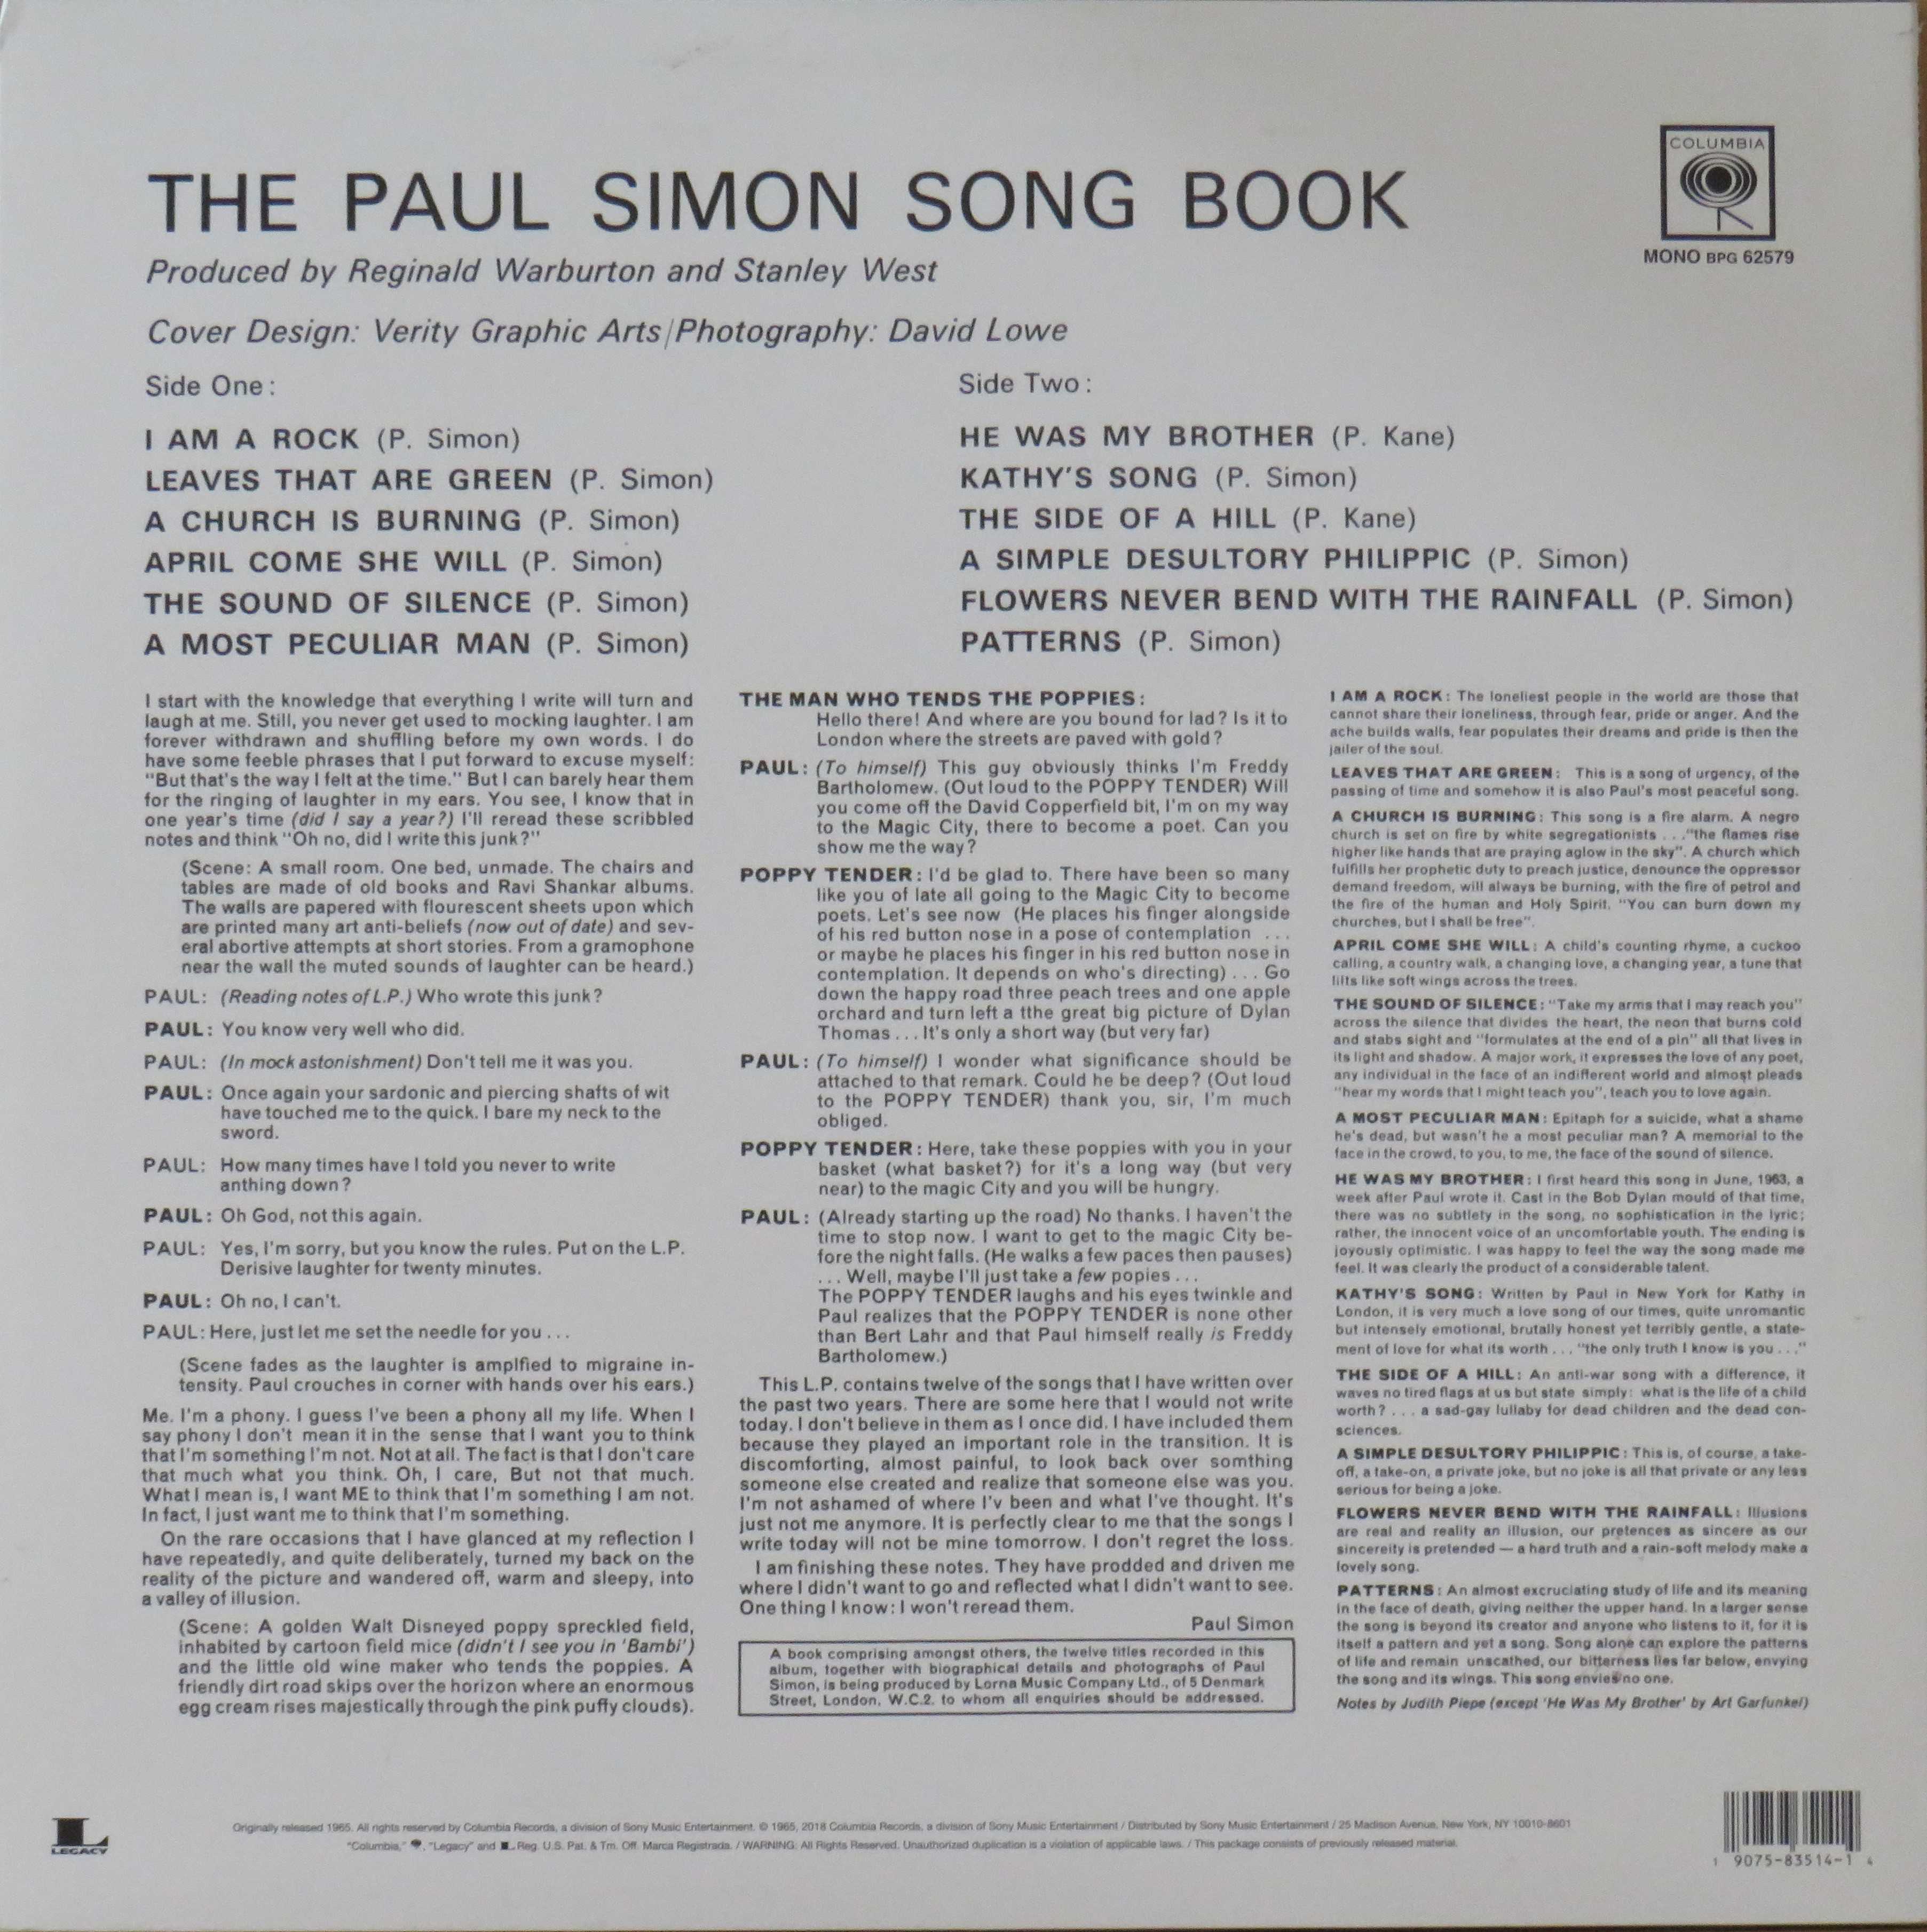 COLUMBIA
MONO BPG 62579
THE PAUL SIMON SONG BOOK
Produced by Reginald Warburton and Stanley West
Cover Design: Verity Graphic Arts/Photography: David Lowe
Side One:
I AM A ROCK (P. Simon)
LEAVES THAT ARE GREEN (P. Simon)
A CHURCH IS BURNING (P. Simon)
APRIL COME SHE WILL (P. Simon)
THE SOUND OF SILENCE (P. Simon)
A MOST PECULIAR MAN (P. Simon)
Side Two:
HE WAS MY BROTHER (P. Kane)
KATHY'S SONG (P. Simon)
THE SIDE OF A HILL (P. Kane)
A SIMPLE DESULTORY PHILIPPIC (P. Simon)
FLOWERS NEVER BEND WITH THE RAINFALL (P. Simon)
PATTERNS (P. Simon)
I start with the knowledge that everything I write will turn and
laugh at me. Still, you never get used to mocking laughter. I am
forever withdrawn and shuffling before my own words. I do
have some feeble phrases that I put forward to excuse myself:
"But that's the way I felt at the time." But I can barely hear them
for the ringing of laughter in my ears. You see, I know that in
one year's time (did I say a year?) I'll reread these scribbled
notes and think "Oh no, did I write this junk?"
(Scene: A small room. One bed, unmade. The chairs and
tables are made of old books and Ravi Shankar albums.
The walls are papered with flourescent sheets upon which
are printed many art anti-beliefs (now out of date) and sev-
eral abortive attempts at short stories. From a gramophone
near the wall the muted sounds of laughter can be heard.)
PAUL: (Reading notes of L.P.) Who wrote this junk?
PAUL: You know very well who did.
PAUL: (In mock astonishment) Don't tell me it was you.
PAUL: Once again your sardonic and piercing shafts of wit
have touched me to the quick. I bare my neck to the
sword.
PAUL: How many times have I told you never to write
anthing down?
PAUL: Oh God, not this again.
PAUL: Yes, I'm sorry, but you know the rules. Put on the L.P.
Derisive laughter for twenty minutes.
PAUL: Oh no, I can't.
PAUL: Here, just let me set the needle for you ...
(Scene fades as the laughter is amplfied to migraine in-
tensity. Paul crouches in corner with hands over his ears.)
Me. I'm a phony. I guess I've been a phony all my life. When I
say phony I don't mean it in the sense that I want you to think
that I'm something I'm not. Not at all. The fact is that I don't care
that much what you think. Oh, I care, But not that much.
What I mean is, I want ME to think that I'm something I am not.
In fact, I just want me to think that I'm something.
On the rare occasions that I have glanced at my reflection I
have repeatedly, and quite deliberately, turned my back on the
reality of the picture and wandered off, warm and sleepy, into
a valley of illusion.
(Scene: A golden Walt Disneyed poppy spreckled field,
inhabited by cartoon field mice (didn't I see you in 'Bambi')
and the little old wine maker who tends the poppies. A
friendly dirt road skips over the horizon where an enormous
egg cream rises majestically through the pink puffy clouds).
THE MAN WHO TENDS THE POPPIES:
Hello there! And where are you bound for lad? Is it to
London where the streets are paved with gold?
PAUL: (To himself) This guy obviously thinks I'm Freddy
Bartholomew. (Out loud to the POPPY TENDER) Will
you come off the David Copperfield bit, I'm on my way
to the Magic City, there to become a poet. Can you
show me the way?
POPPY TENDER: I'd be glad to. There have been so many
like you of late all going to the Magic City to become
poets. Let's see now (He places his finger alongside
of his red button nose in a pose of contemplation ...
or maybe he places his finger in his red button nose in
contemplation. It depends on who's directing) ... Go
down the happy road three peach trees and one apple
orchard and turn left a tthe great big picture of Dylan
Thomas ... It's only a short way (but very far)
PAUL: (To himself) I wonder what significance should be
attached to that remark. Could he be deep? (Out loud
to the POPPY TENDER) thank you, sir, I'm much
obliged.
POPPY TENDER: Here, take these poppies with you in your
basket (what basket?) for it's a long way (but very
near) to the magic City and you will be hungry.
PAUL: (Already starting up the road) No thanks. I haven't the
time to stop now. I want to get to the magic City be-
fore the night falls. (He walks a few paces then pauses)
... Well, maybe I'll just take a few popies ...
The POPPY TENDER laughs and his eyes twinkle and
Paul realizes that the POPPY TENDER is none other
than Bert Lahr and that Paul himself really is Freddy
Bartholomew.)
This L.P. contains twelve of the songs that I have written over
the past two years. There are some here that I would not write
today. I don't believe in them as I once did. I have included them
because they played an important role in the transition. It is
discomforting, almost painful, to look back over somthing
someone else created and realize that someone else was you.
I'm not ashamed of where I'v been and what I've thought. It's
just not me anymore. It is perfectly clear to me that the songs I
write today will not be mine tomorrow. I don't regret the loss.
I am finishing these notes. They have prodded and driven me
where I didn't want to go and reflected what I didn't want to see.
One thing I know: I won't reread them.
Paul Simon
A book comprising amongst others, the twelve titles recorded in this
album, together with biographical details and photographs of Paul
Simon, is being produced by Lorna Music Company Ltd., of 5 Denmark
Street, London, W.C.2. to whom all enquiries should be addressed.
I AM A ROCK: The loneliest people in the world are those that
cannot share their loneliness, through fear, pride or anger. And the
ache builds walls, fear populates their dreams and pride is then the
jailer of the soul.
LEAVES THAT ARE GREEN: This is a song of urgency, of the
passing of time and somehow it is also Paul's most peaceful song.
A CHURCH IS BURNING: This song is a fire alarm. A negro
church is set on fire by white segregationists ..."the flames rise
higher like hands that are praying aglow in the sky". A church which
fulfills her prophetic duty to preach justice, denounce the oppressor
demand freedom, will always be burning, with the fire of petrol and
the fire of the human and Holy Spirit. "You can burn down my
churches, but I shall be free".
APRIL COME SHE WILL: A child's counting rhyme, a cuckoo
calling, a country walk, a changing love, a changing year, a tune that
lilts like soft wings across the trees.
THE SOUND OF SILENCE: "Take my arms that I may reach you"
across the silence that divides the heart, the neon that burns cold
and stabs sight and "formulates at the end of a pin" all that lives in
its light and shadow. A major work, it expresses the love of any poet,
any individual in the face of an indifferent world and almost pleads
"hear my words that I might teach you", teach you to love again.
A MOST PECULIAR MAN: Epitaph for a suicide, what a shame
he's dead, but wasn't he a most peculiar man? A memorial to the
face in the crowd, to you, to me, the face of the sound of silence.
HE WAS MY BROTHER: I first heard this song in June, 1963, a
week after Paul wrote it. Cast in the Bob Dylan mould of that time,
there was no subtlety in the song, no sophistication in the lyric;
rather, the innocent voice of an uncomfortable youth. The ending is
joyously optimistic. I was happy to feel the way the song made me
feel. It was clearly the product of a considerable talent.
KATHY'S SONG: Written by Paul in New York for Kathy in
London, it is very much a love song of our times, quite unromantic
but intensely emotional, brutally honest yet terribly gentle, a state-
ment of love for what its worth ... "the only truth I know is you ..."
THE SIDE OF A HILL: An anti-war song with a difference, it
waves no tired flags at us but state simply: what is the life of a child
worth? ... a sad-gay lullaby for dead children and the dead con-
sciences.
A SIMPLE DESULTORY PHILIPPIC: This is, of course, a take-
off, a take-on, a private joke, but no joke is all that private or any less
serious for being a joke.
FLOWERS NEVER BEND WITH THE RAINFALL: Illusions
are real and reality an illusion, our pretences as sincere as our
sincereity is pretended — a hard truth and a rain-soft melody make a
lovely song.
PATTERNS: An almost excruciating study of life and its meaning
in the face of death, giving neither the upper hand. In a larger sense
the song is beyond its creator and anyone who listens to it, for it is
itself a pattern and yet a song. Song alone can explore the patterns
of life and remain unscathed, our bitterness lies far below, envying
the song and its wings. This song envies no one.
Notes by Judith Piepe (except 'He Was My Brother' by Art Garfunkel)
LEGACY
Originally released 1965. All rights reserved by Columbia Records, a division of Sony Music Entertainment. © 1965, 2018 Columbia Records, a division of Sony Music Entertainment / Distributed by Sony Music Entertainment / 25 Madison Avenue, New York, NY 10010-8601
"Columbia," , "Legacy" and L Reg. U.S. Pat. & Tm. Off. Marca Registrada. / WARNING: All Rights Reserved. Unauthorized duplication is a violation of applicable laws. / This package consists of previously released material.
1 9075-83514-1 4